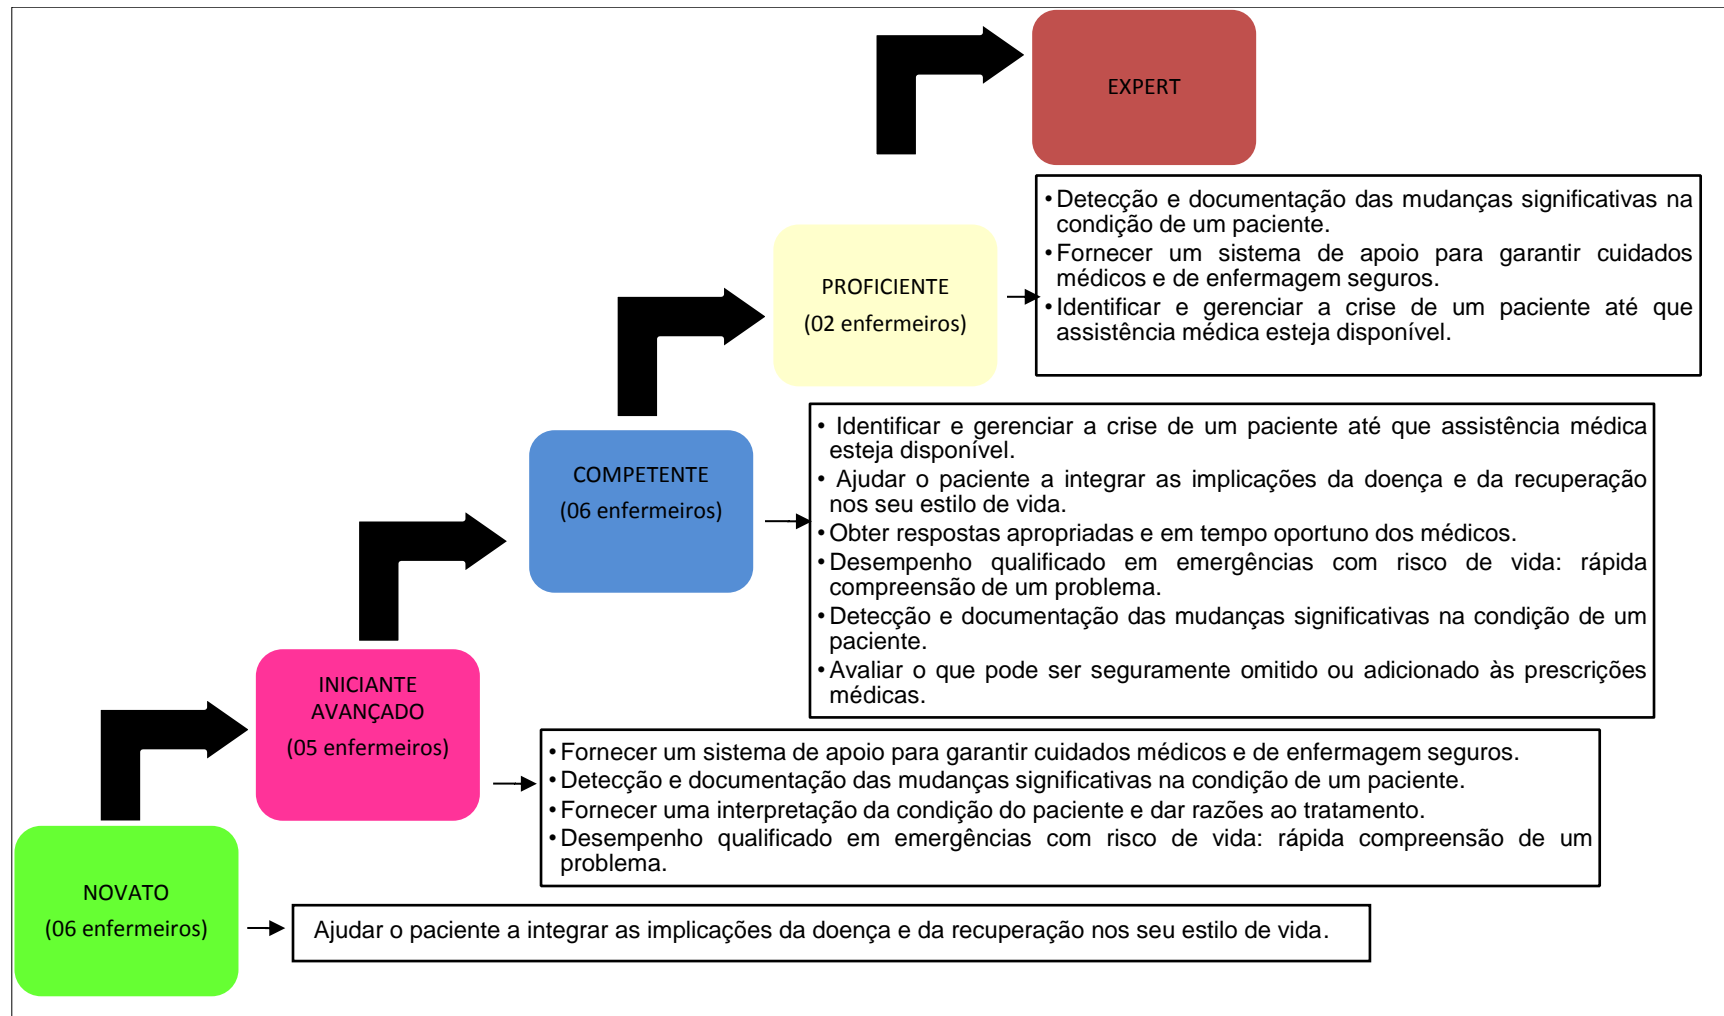 EXPERT
• Detecção e documentação das mudanças significativas na
condição de um paciente.
• Fornecer um sistema de apoio para garantir cuidados
médicos e de enfermagem seguros.
• Identificar e gerenciar a crise de um paciente até que
assistência médica esteja disponível.
PROFICIENTE
(02 enfermeiros)
• Identificar e gerenciar a crise de um paciente até que assistência médica
esteja disponível.
• Ajudar o paciente a integrar as implicações da doença e da recuperação
nos seu estilo de vida.
• Obter respostas apropriadas e em tempo oportuno dos médicos.
• Desempenho qualificado em emergências com risco de vida: rápida
compreensão de um problema.
• Detecção e documentação das mudanças significativas na condição de um
paciente.
• Avaliar o que pode ser seguramente omitido ou adicionado às prescrições
médicas.
COMPETENTE
(06 enfermeiros)
INICIANTE
AVANÇADO
(05 enfermeiros)
• Fornecer um sistema de apoio para garantir cuidados médicos e de enfermagem seguros.
• Detecção e documentação das mudanças significativas na condição de um paciente.
• Fornecer uma interpretação da condição do paciente e dar razões ao tratamento.
• Desempenho qualificado em emergências com risco de vida: rápida compreensão de um
problema.
NOVATO
(06 enfermeiros)
Ajudar o paciente a integrar as implicações da doença e da recuperação nos seu estilo de vida.